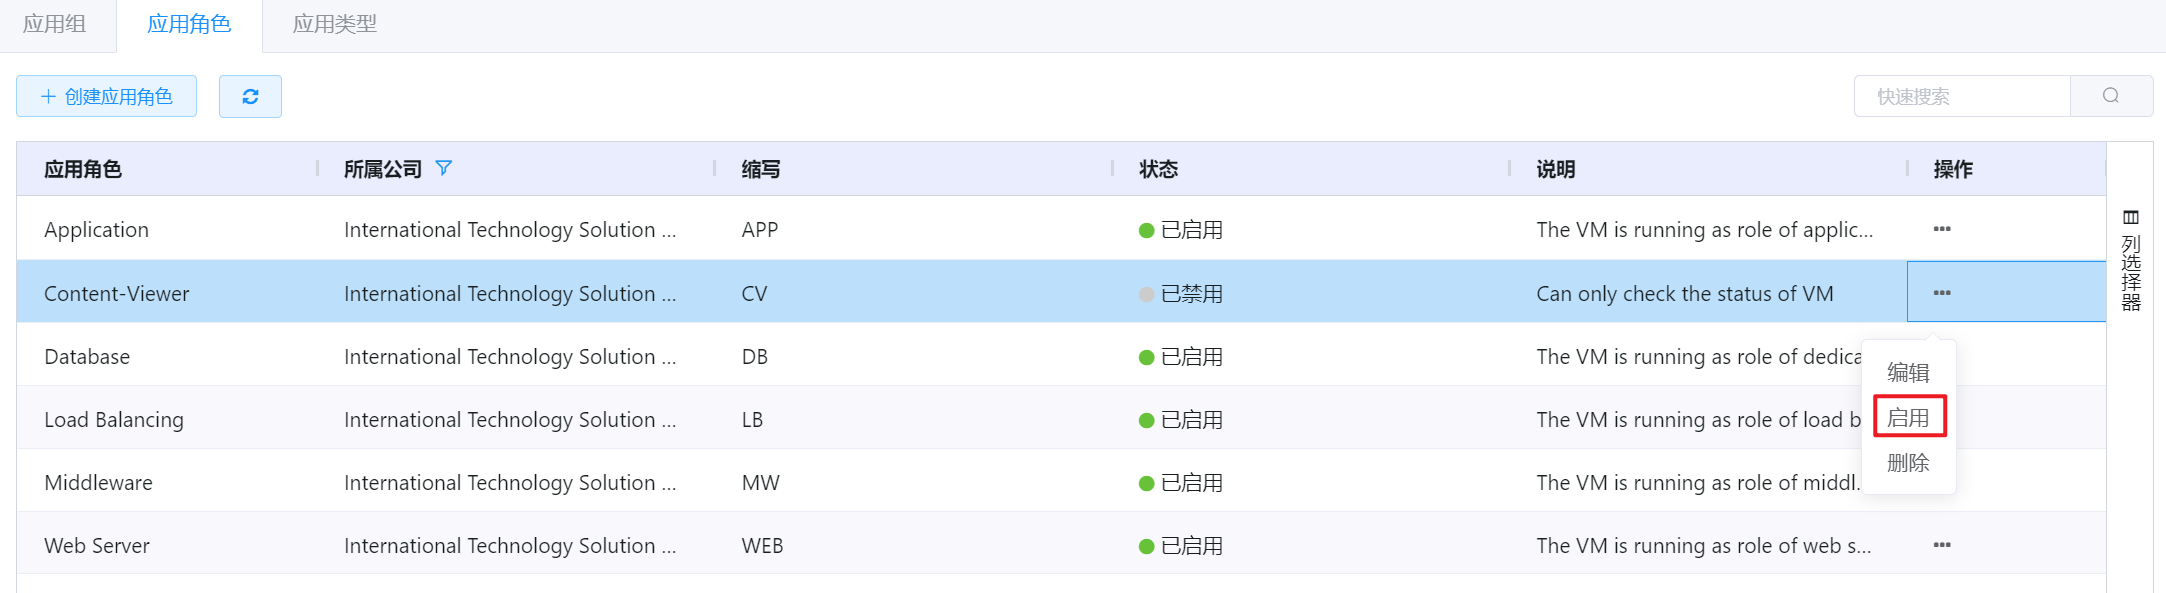 应用组 应用角色 应用类型
+ 创建应用角色 快速搜索
应用角色 所属公司 缩写 状态 说明 操作
Application International Technology Solution ... APP 已启用 The VM is running as role of applic... ...
Content-Viewer International Technology Solution ... CV 已禁用 Can only check the status of VM ...
Database International Technology Solution ... DB 已启用 The VM is running as role of dedica
Load Balancing International Technology Solution ... LB 已启用 The VM is running as role of load b
Middleware International Technology Solution ... MW 已启用 The VM is running as role of middl.
Web Server International Technology Solution ... WEB 已启用 The VM is running as role of web s... ...
编辑
启用
删除
列选择器